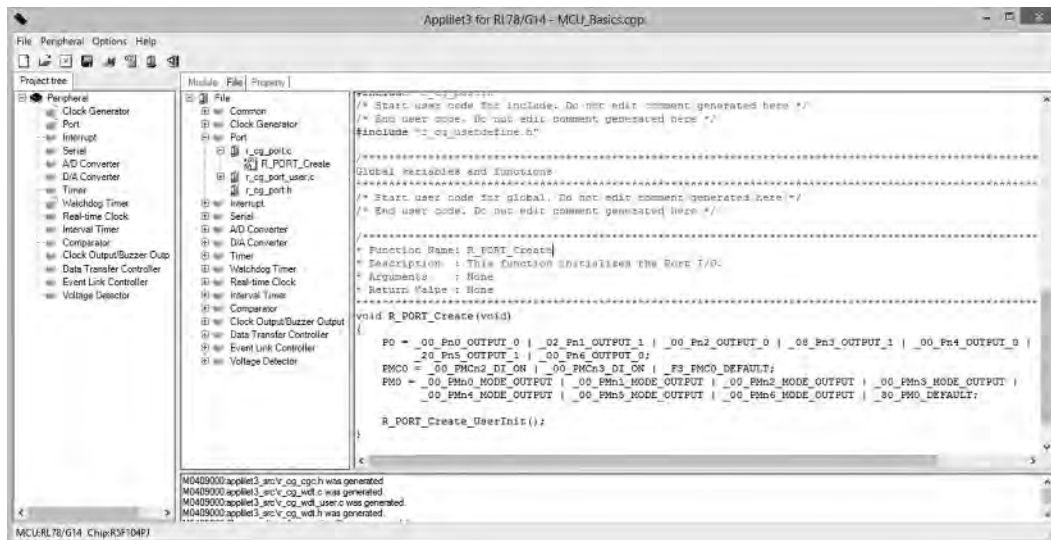 Applilet3 for RL78/G14 - MCU_Basics.cgp
File Peripheral Options Help
Project tree
Module File Property
Peripheral
Clock Generator
Port
Interrupt
Serial
A/D Converter
D/A Converter
Timer
Watchdog Timer
Real-time Clock
Interval Timer
Comparator
Clock Output/Buzzer Outp
Data Transfer Controller
Event Link Controller
Voltage Detector
File
Common
Clock Generator
Port
r_cg_port.c
R_PORT_Create
r_cg_port_user.c
r_cg_port.h
Interrupt
Serial
A/D Converter
D/A Converter
Timer
Watchdog Timer
Real-time Clock
Interval Timer
Comparator
Clock Output/Buzzer Output
Data Transfer Controller
Event Link Controller
Voltage Detector
/* Start user code for include. Do not edit comment generated here */
/* End user code. Do not edit comment generated here */
#include "r_cg_userdefine.h"
Global variables and functions
/* Start user code for global. Do not edit comment generated here */
/* End user code. Do not edit comment generated here */
* Function Name: R_PORT_Create
* Description : This function initializes the Port I/O.
* Arguments : None
* Return Value : None
void R_PORT_Create(void)
{
P0 = _00_Pn0_OUTPUT_0 | _02_Pn1_OUTPUT_1 | _00_Pn2_OUTPUT_0 | _08_Pn3_OUTPUT_1 | _00_Pn4_OUTPUT_0 |
_20_Pn5_OUTPUT_1 | _00_Pn6_OUTPUT_0;
PMC0 = _00_PMCn2_DI_ON | _00_PMCn3_DI_ON | _F3_PMC0_DEFAULT;
PM0 = _00_PMn0_MODE_OUTPUT | _00_PMn1_MODE_OUTPUT | _00_PMn2_MODE_OUTPUT | _00_PMn3_MODE_OUTPUT |
_00_PMn4_MODE_OUTPUT | _00_PMn5_MODE_OUTPUT | _00_PMn6_MODE_OUTPUT | _80_PM0_DEFAULT;
R_PORT_Create_UserInit();
}
M0409000:applilet3_src\r_cg_cgc.h was generated
M0409000:applilet3_src\r_cg_wdt.c was generated.
M0409000:applilet3_src\r_cg_wdt_user.c was generated.
M0409000:applilet3_src\r_cg_wdt.h was generated.
MCU:RL78/G14 Chip:R5F104PJ